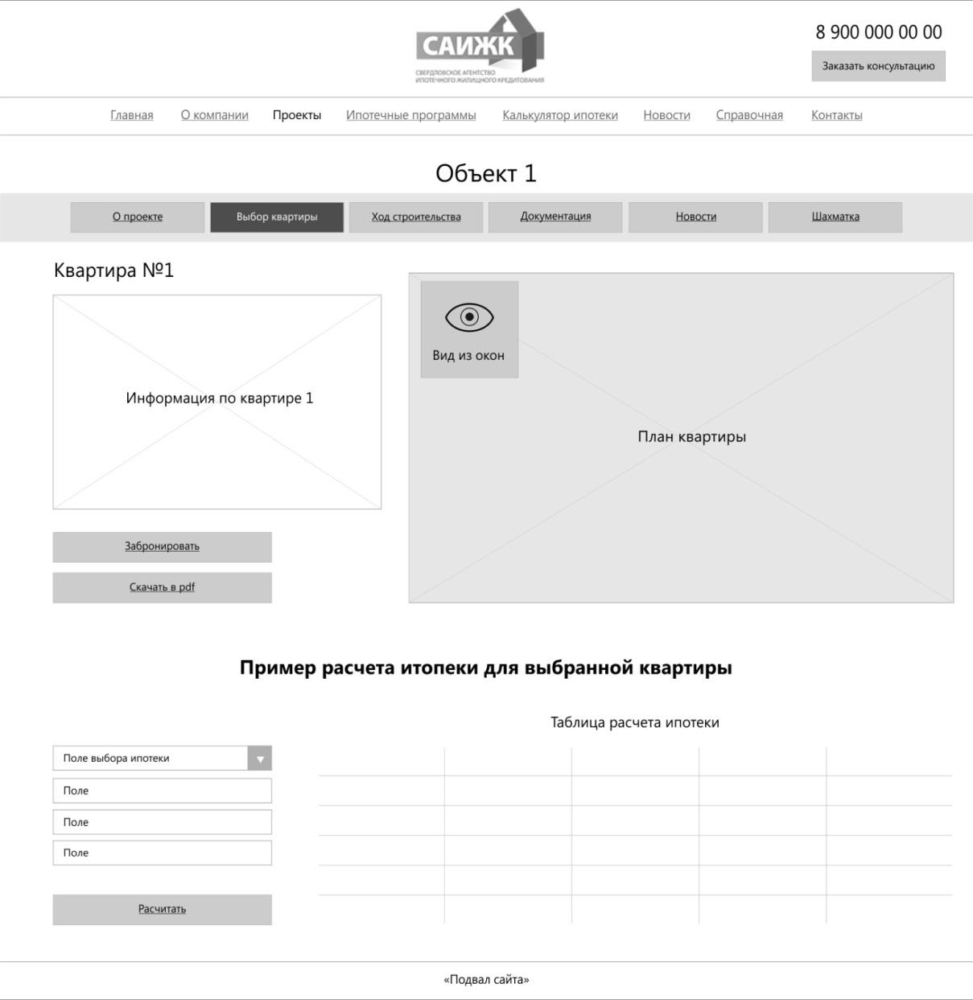 САИЖК
СВЕРДЛОВСКОЕ АГЕНТСТВО
ИПОТЕЧНОГО ЖИЛИЩНОГО КРЕДИТОВАНИЯ
8 900 000 00 00
Заказать консультацию
Главная О компании Проекты Ипотечные программы Калькулятор ипотеки Новости Справочная Контакты
Объект 1
О проекте Выбор квартиры Ход строительства Документация Новости Шахматка
Квартира №1
Вид из окон
Информация по квартире 1
План квартиры
Забронировать
Скачать в pdf
Пример расчета итопеки для выбранной квартиры
Таблица расчета ипотеки
Поле выбора ипотеки
Поле
Поле
Поле
Расчитать
«Подвал сайта»